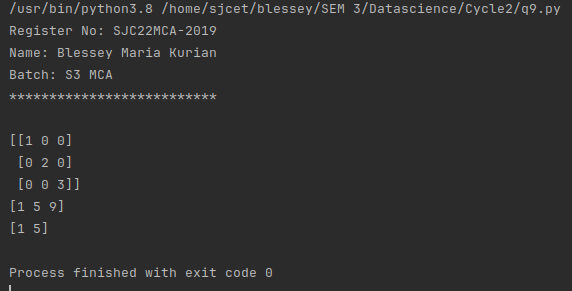 /usr/bin/python3.8 /home/sjcet/blessey/SEM 3/Datascience/Cycle2/q9.py
Register No: SJC22MCA-2019
Name: Blessey Maria Kurian
Batch: S3 MCA
**************************
[[1 0 0]
 [0 2 0]
 [0 0 3]]
[1 5 9]
[1 5]
Process finished with exit code 0